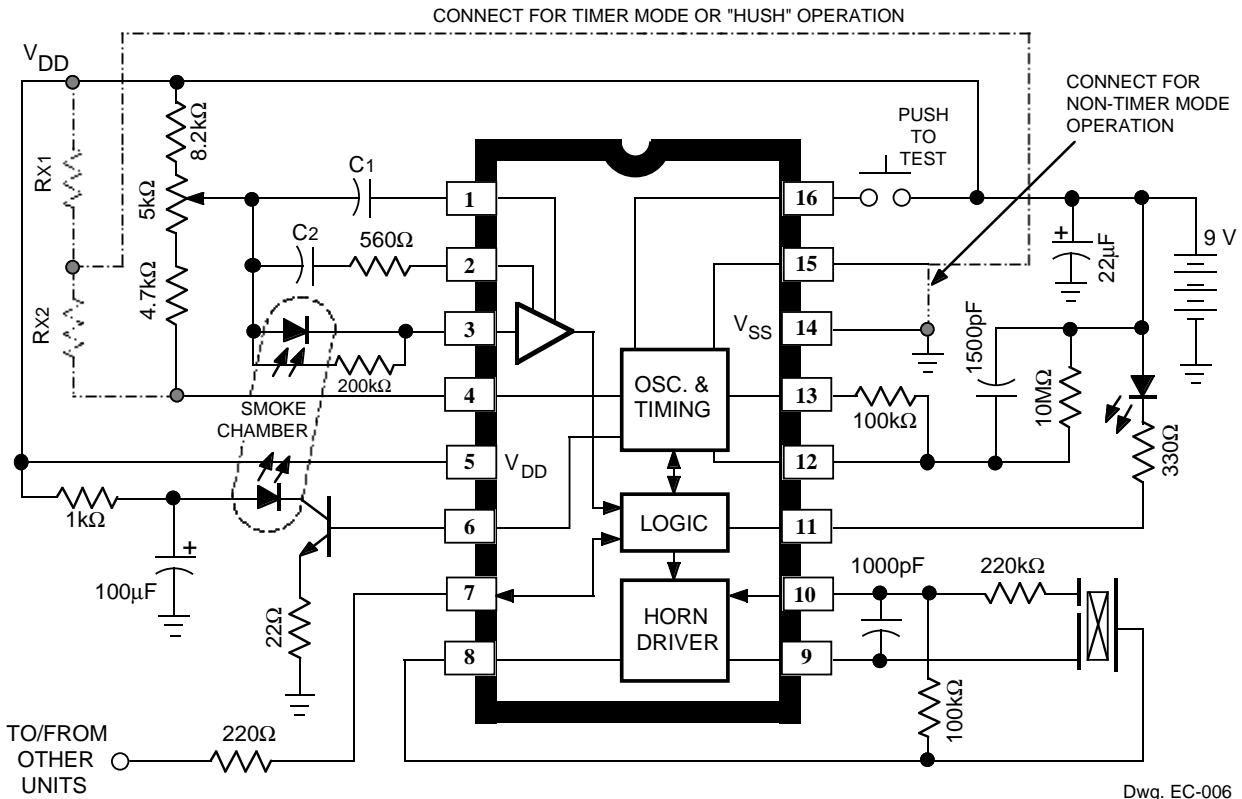 CONNECT FOR TIMER MODE OR "HUSH" OPERATION
VDD
CONNECT FOR
NON-TIMER MODE
OPERATION
PUSH
TO
TEST
RX1
8.2kΩ
5kΩ
C1
1
16
C2
560Ω
2
15
+
22μF
9 V
RX2
4.7kΩ
3
VSS
14
1500pF
200kΩ
OSC. &
TIMING
4
13
100kΩ
10MΩ
SMOKE
CHAMBER
5
VDD
12
330Ω
1kΩ
6
LOGIC
11
+
100μF
22Ω
7
HORN
DRIVER
10
1000pF
220kΩ
8
9
100kΩ
TO/FROM
OTHER
UNITS
220Ω
Dwg. EC-006